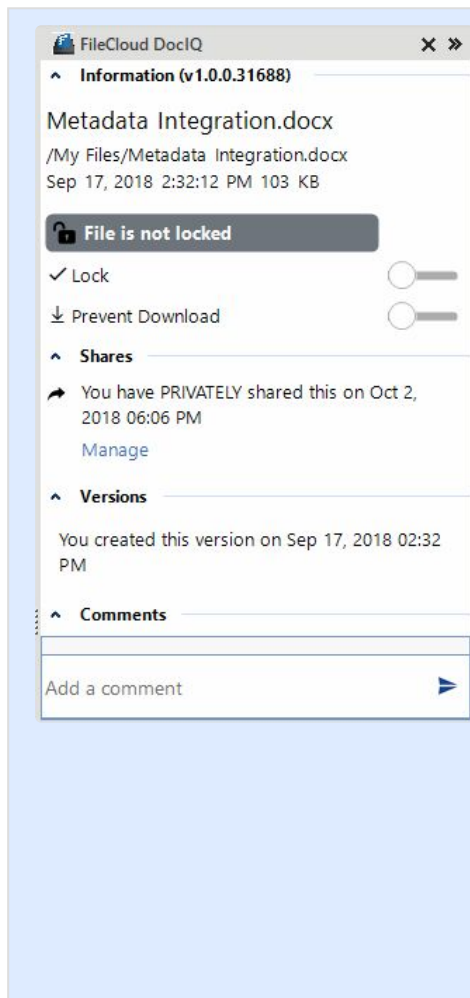 FileCloud DocIQ
Information (v1.0.0.31688)
Metadata Integration.docx
/My Files/Metadata Integration.docx
Sep 17, 2018 2:32:12 PM 103 KB
File is not locked
Lock
Prevent Download
Shares
You have PRIVATELY shared this on Oct 2,
2018 06:06 PM
Manage
Versions
You created this version on Sep 17, 2018 02:32
PM
Comments
Add a comment